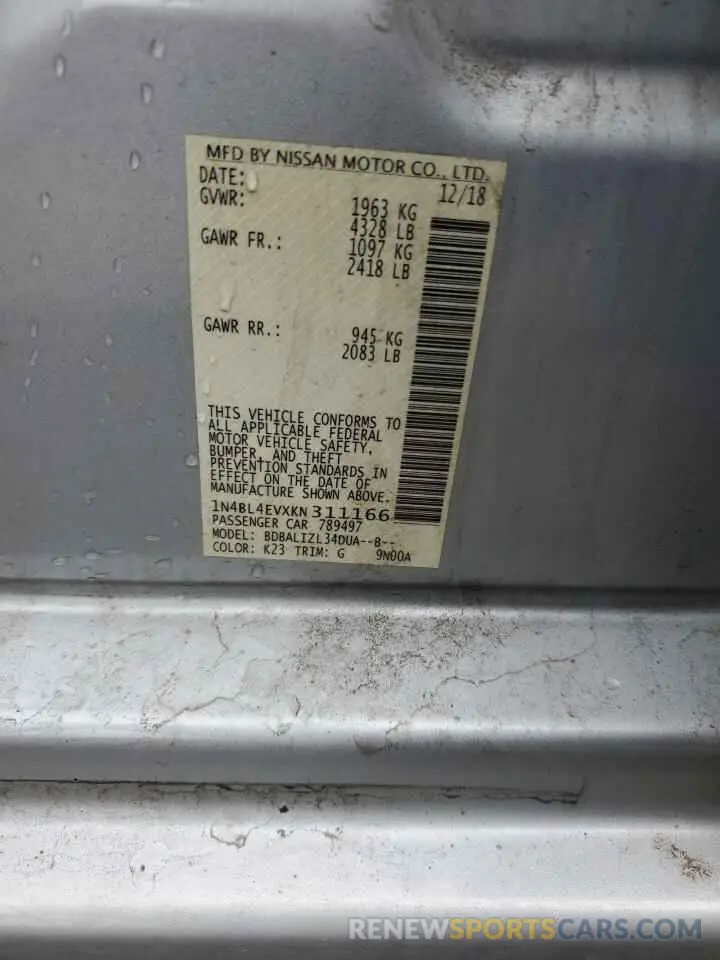 MFD BY NISSAN MOTOR CO., LTD.
DATE: 12/18
GVWR: 1963 KG
4328 LB
GAWR FR.: 1097 KG
2418 LB
GAWR RR.: 945 KG
2083 LB
THIS VEHICLE CONFORMS TO
ALL APPLICABLE FEDERAL
MOTOR VEHICLE SAFETY,
BUMPER, AND THEFT
PREVENTION STANDARDS IN
EFFECT ON THE DATE OF
MANUFACTURE SHOWN ABOVE.
1N4BL4EVXKN311166
PASSENGER CAR 789497
MODEL: BDBALIZL34DUA--B--
COLOR: K23 TRIM: G 9N00A
RENEWSPORTSCARS.COM